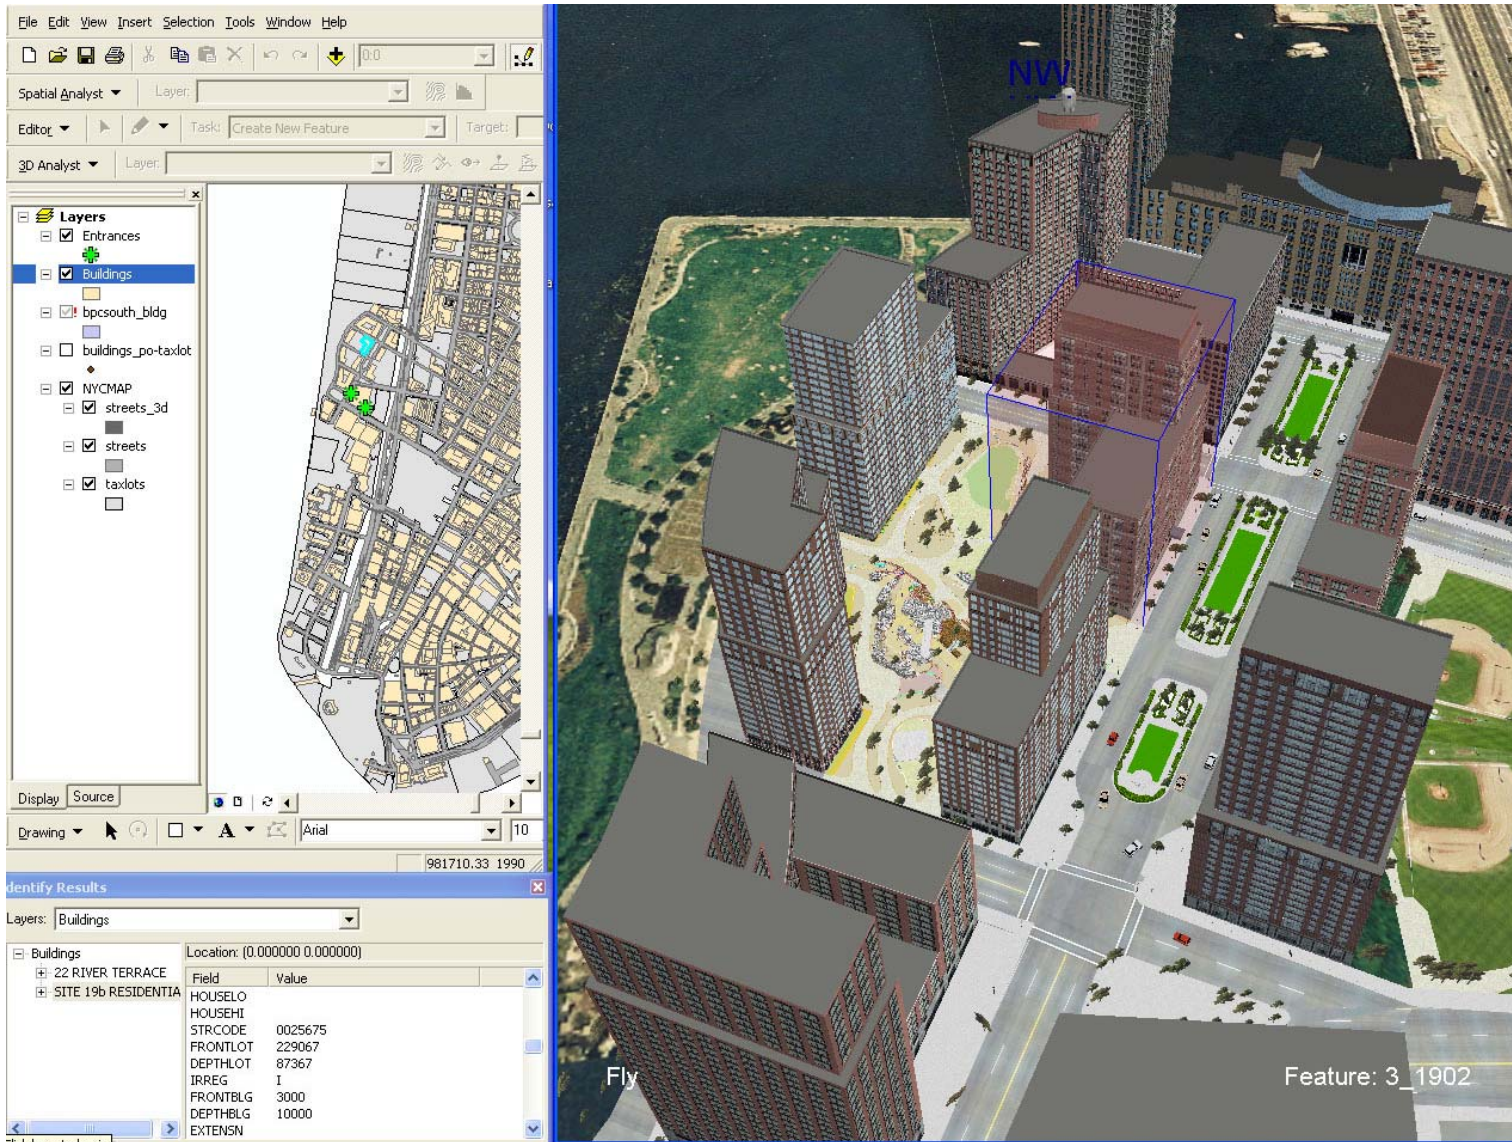 File Edit View Insert Selection Tools Window Help
0:0
Spatial Analyst Layer:
Editor Task: Create New Feature Target:
3D Analyst Layer:
Layers
Entrances
Buildings
bpcsouth_bldg
buildings_po-taxlot
NYCMAP
streets_3d
streets
taxlots
Display Source
Drawing A Arial 10
981710.33 1990
dentify Results
Layers: Buildings
Buildings
22 RIVER TERRACE
SITE 19b RESIDENTIA
Location: (0.000000 0.000000)
Field Value
HOUSELO
HOUSEHI
STRCODE 0025675
FRONTLOT 229067
DEPTHLOT 87367
IRREG I
FRONTBLG 3000
DEPTHBLG 10000
EXTENSN
NW
Fly
Feature: 3_1902